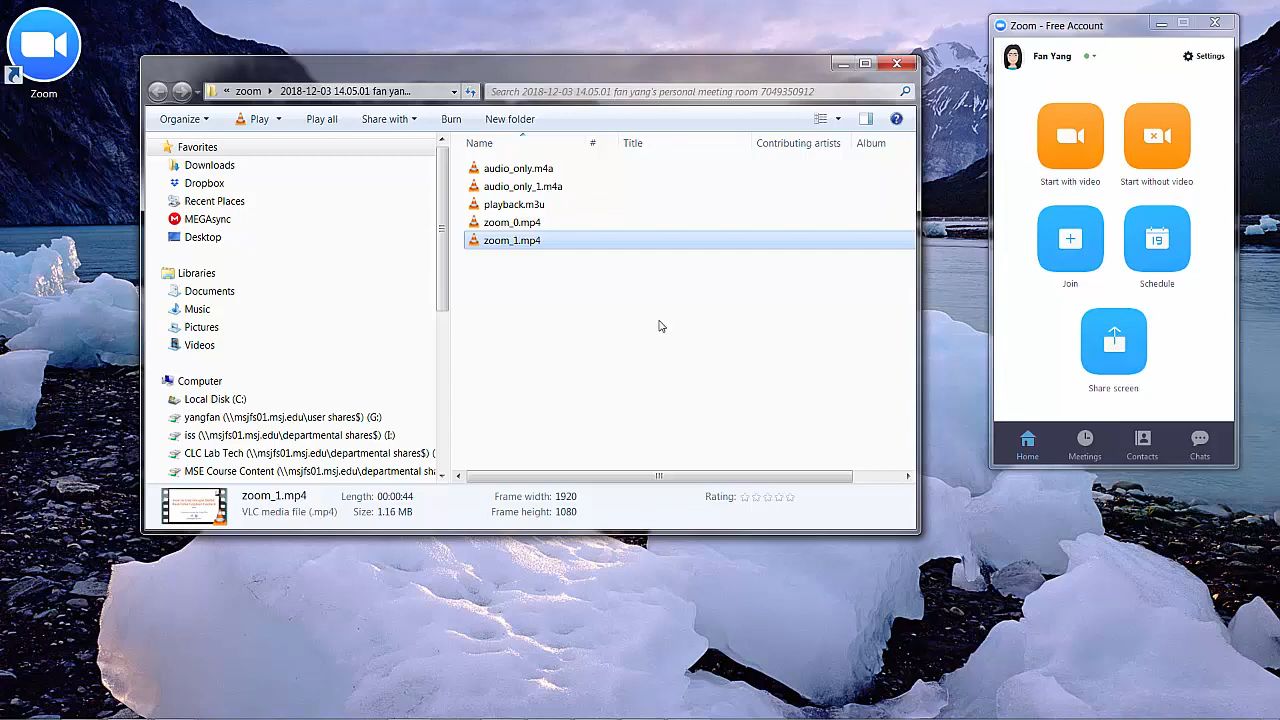 Zoom
« zoom ▸ 2018-12-03 14.05.01 fan yan...
Search 2018-12-03 14.05.01 fan yang's personal meeting room 7049350912
Organize Play Play all Share with Burn New folder
Favorites
Downloads
Dropbox
Recent Places
MEGAsync
Desktop
Libraries
Documents
Music
Pictures
Videos
Computer
Local Disk (C:)
yangfan (\\msjfs01.msj.edu\user shares$) (G:)
iss (\\msjfs01.msj.edu\departmental shares$) (I:)
CLC Lab Tech (\\msjfs01.msj.edu\departmental shares$)
MSE Course Content (\\msjfs01.msj.edu\departmental sha
Name # Title Contributing artists Album
audio_only.m4a
audio_only_1.m4a
playback.m3u
zoom_0.mp4
zoom_1.mp4
zoom_1.mp4 Length: 00:00:44 Frame width: 1920 Rating:
VLC media file (.mp4) Size: 1.16 MB Frame height: 1080
Zoom - Free Account
Fan Yang Settings
Start with video Start without video
19
Join Schedule
Share screen
Home Meetings Contacts Chats